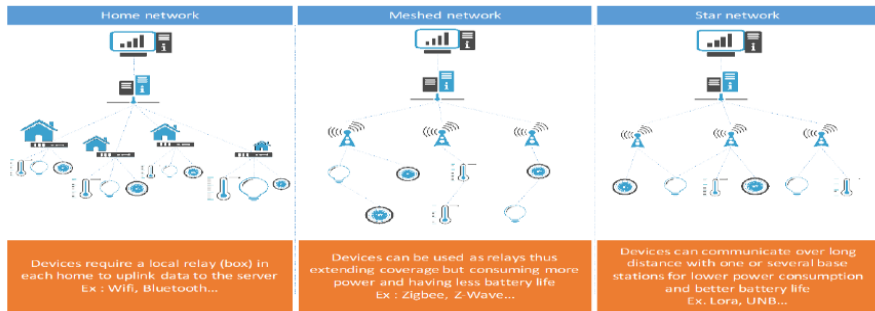 Home network
Meshed network
Star network
Devices require a local relay (box) in
each home to uplink data to the server
Ex : Wifi, Bluetooth...
Devices can be used as relays thus
extending coverage but consuming more
power and having less battery life
Ex : Zigbee, Z-Wave...
Devices can communicate over long
distance with one or several base
stations for lower power consumption
and better battery life
Ex. Lora, UNB...